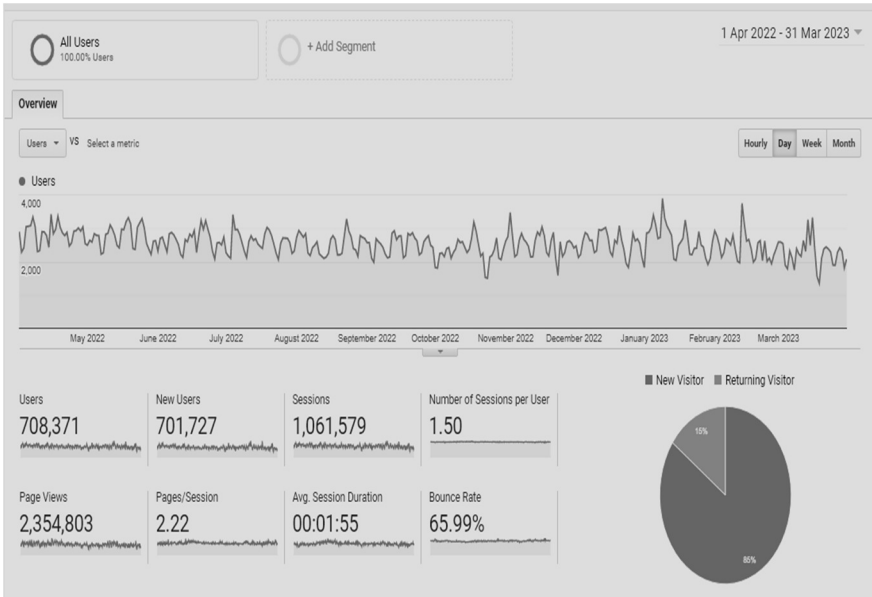 All Users
100.00% Users
+ Add Segment
1 Apr 2022 - 31 Mar 2023
Overview
Users VS Select a metric
Hourly Day Week Month
Users
4,000
2,000
May 2022 June 2022 July 2022 August 2022 September 2022 October 2022 November 2022 December 2022 January 2023 February 2023 March 2023
New Visitor Returning Visitor
Users New Users Sessions Number of Sessions per User
708,371 701,727 1,061,579 1.50
Page Views Pages/Session Avg. Session Duration Bounce Rate
2,354,803 2.22 00:01:55 65.99%
15%
85%